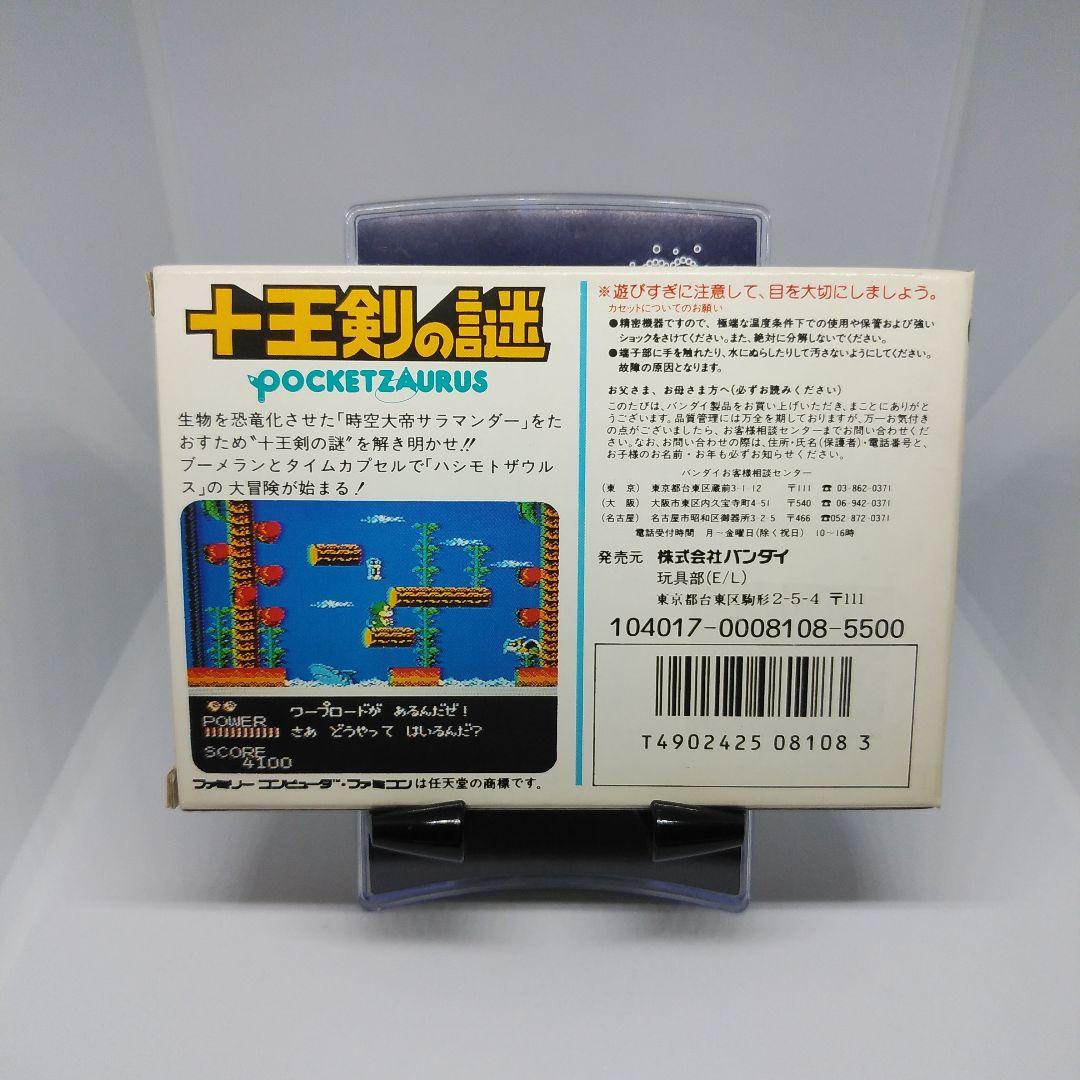 十王剣の謎
POCKETZAURUS
生物を恐竜化させた「時空大帝サラマンダー」をた
おすため“十王剣の謎”を解き明かせ!!
ブーメランとタイムカプセルで「ハシモトザウル
ス」の大冒険が始まる!
POWER
SCORE
4100
ワープロードが あるんだぜ!
さあ どうやって はいるんだ?
ファミリーコンピュータ™・ファミコンは任天堂の商標です。
※遊びすぎに注意して、目を大切にしましょう。
カセットについてのお願い
●精密機器ですので、極端な温度条件下での使用や保管および強い
ショックをさけてください。また、絶対に分解しないでください。
●端子部に手を触れたり、水にぬらしたりして汚さないようにしてください。
故障の原因となります。
お父さま、お母さま方へ(必ずお読みください)
このたびは、バンダイ製品をお買い上げいただき、まことにありがと
うございます。品質管理には万全を期しておりますが、万一お気付き
の点がございましたら、お客様相談センターまでお問い合わせくださ
い。なお、お問い合わせの際は、住所・氏名(保護者)・電話番号と、
お子様のお名前・お年も必ずお知らせください。
バンダイお客様相談センター
(東 京) 東京都台東区蔵前3-1-12 〒111 ☎03-862-0371
(大 阪) 大阪市東区内久宝寺町4-51 〒540 ☎06-942-0371
(名古屋) 名古屋市昭和区御器所3-2-5 〒466 ☎052-872-0371
電話受付時間 月〜金曜日(除く祝日) 10〜16時
発売元 株式会社バンダイ
玩具部(E/L)
東京都台東区駒形2-5-4 〒111
104017-0008108-5500
T4902425 08108 3